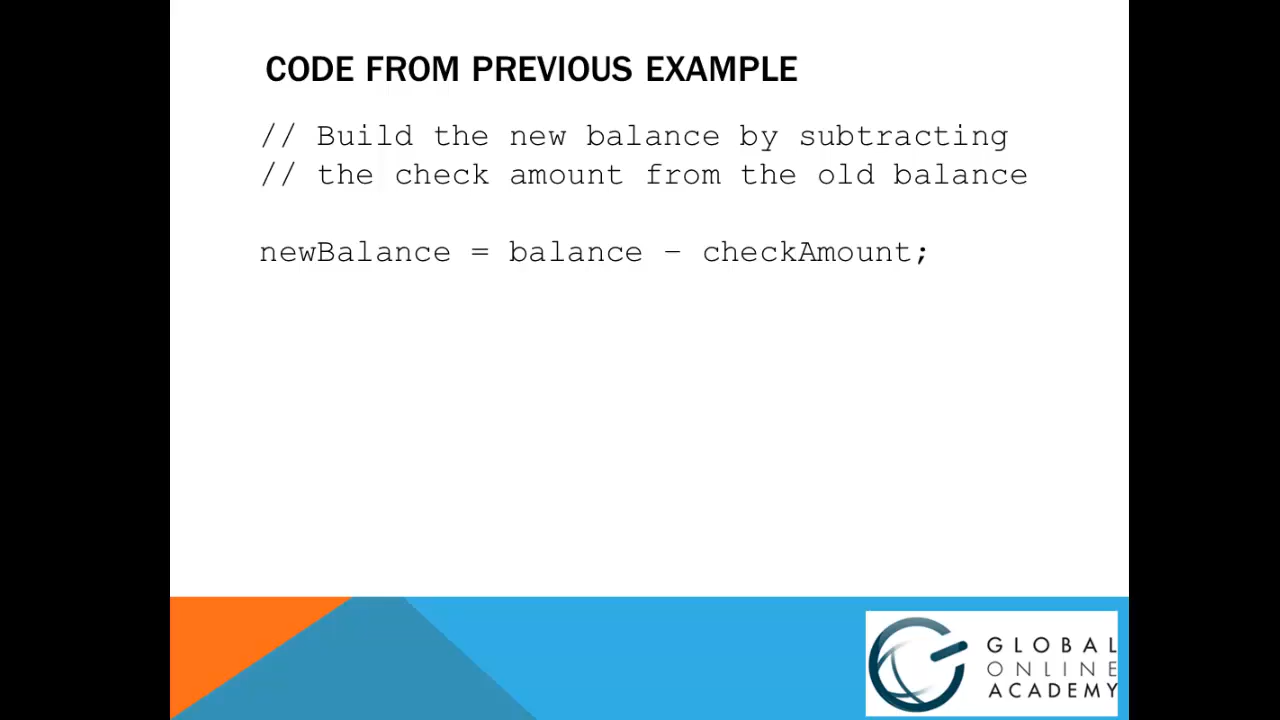 CODE FROM PREVIOUS EXAMPLE
// Build the new balance by subtracting
// the check amount from the old balance
newBalance = balance – checkAmount;
GLOBAL
ONLINE
ACADEMY